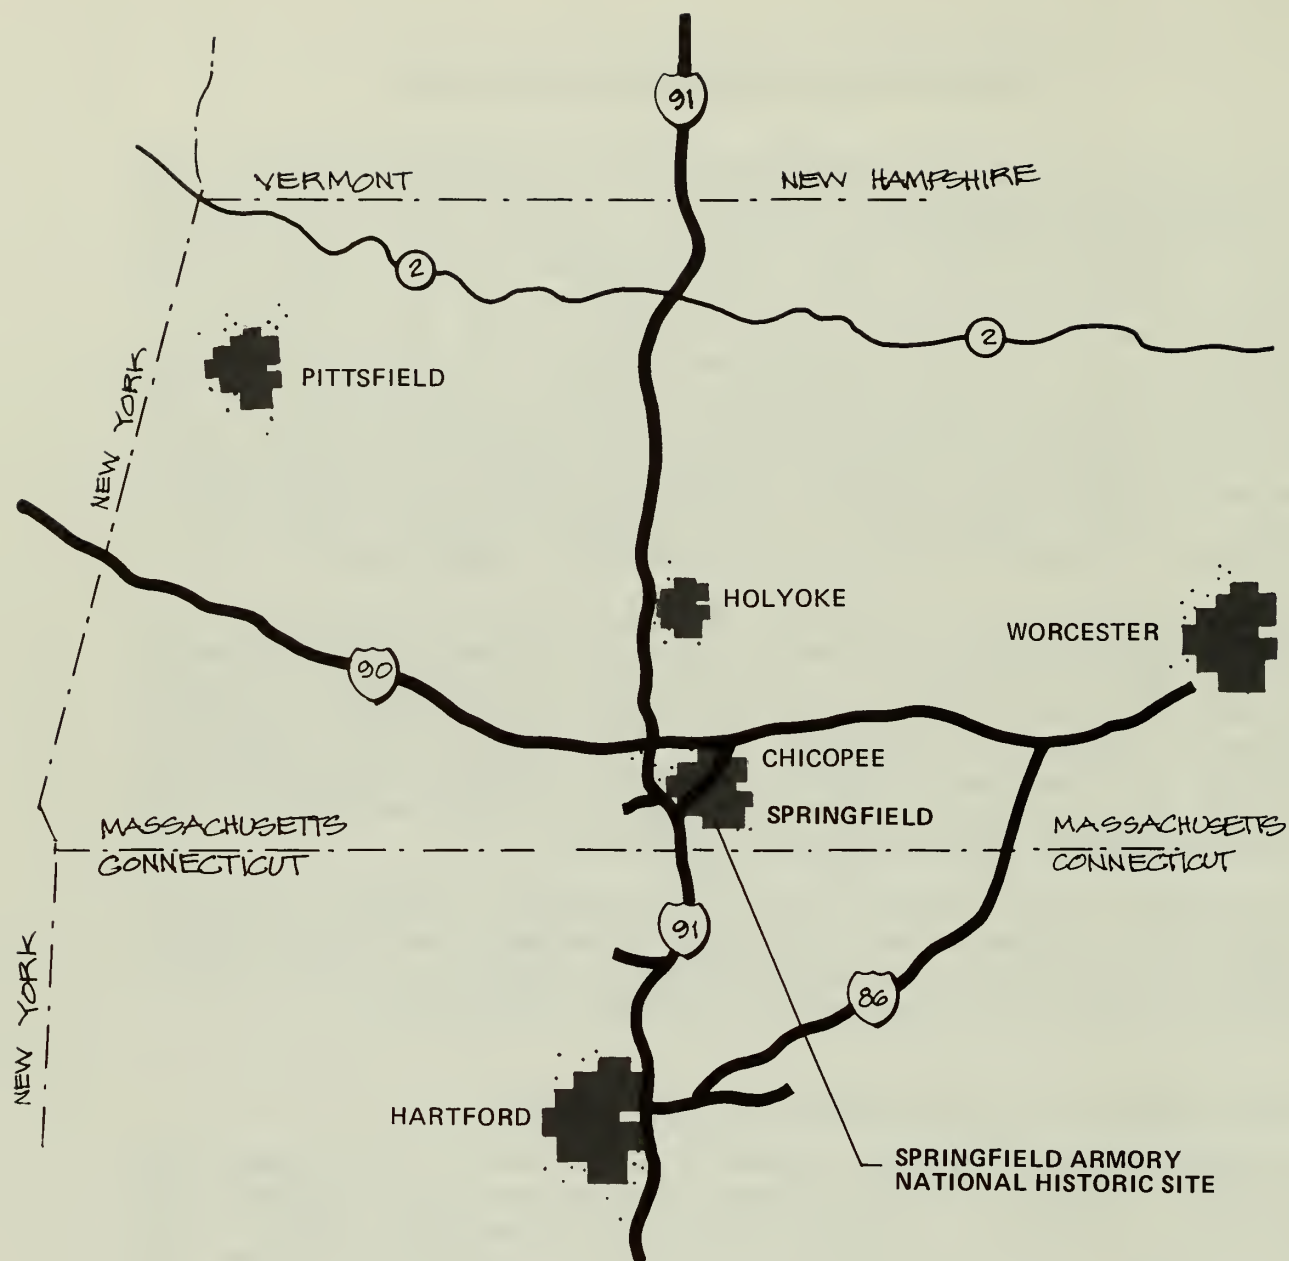 91
VERMONT
NEW HAMPSHIRE
2
2
PITTSFIELD
NEW YORK
HOLYOKE
WORCESTER
90
CHICOPEE
SPRINGFIELD
MASSACHUSETTS
CONNECTICUT
MASSACHUSETTS
CONNECTICUT
91
NEW YORK
86
HARTFORD
SPRINGFIELD ARMORY
NATIONAL HISTORIC SITE